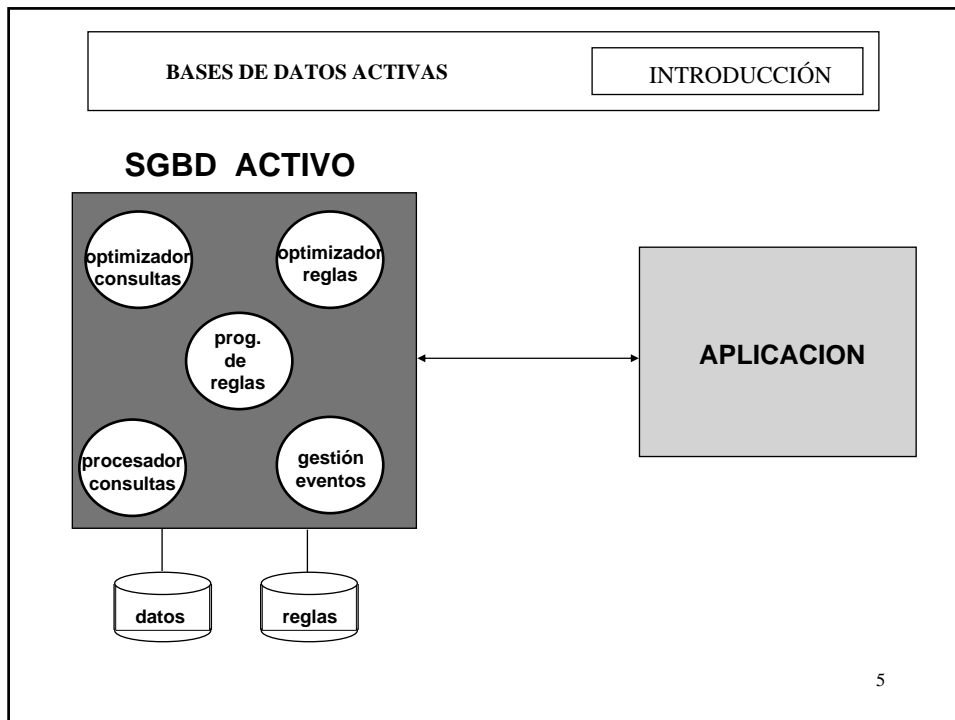 BASES DE DATOS ACTIVAS
INTRODUCCIÓN
SGBD ACTIVO
optimizador
consultas
optimizador
reglas
prog.
de
reglas
procesador
consultas
gestión
eventos
APLICACION
datos
reglas
5